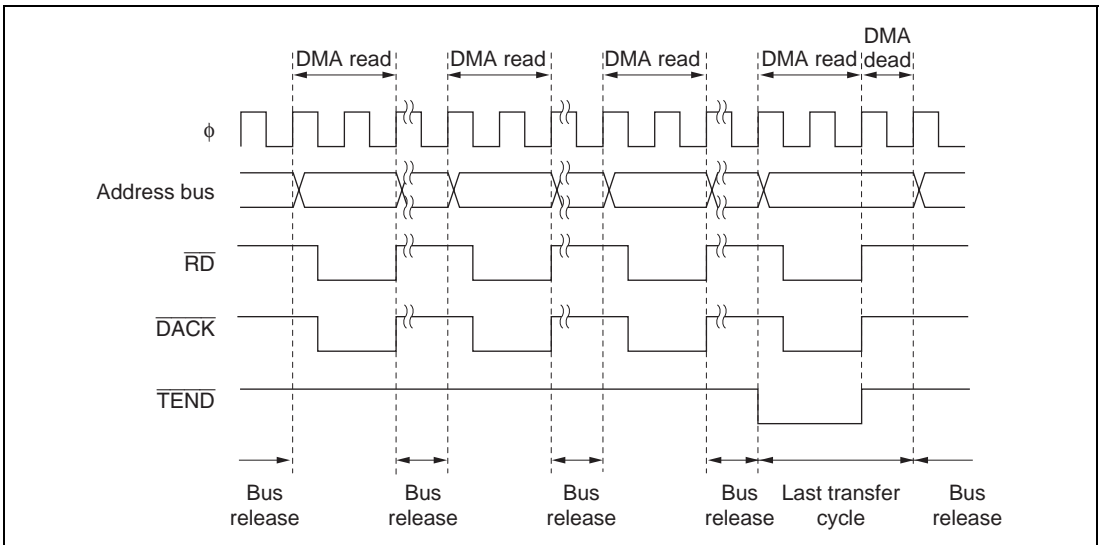 DMA read
DMA read
DMA read
DMA read
DMA
dead
φ
Address bus
RD
DACK
TEND
Bus
release
Bus
release
Bus
release
Bus
release
Last transfer
cycle
Bus
release